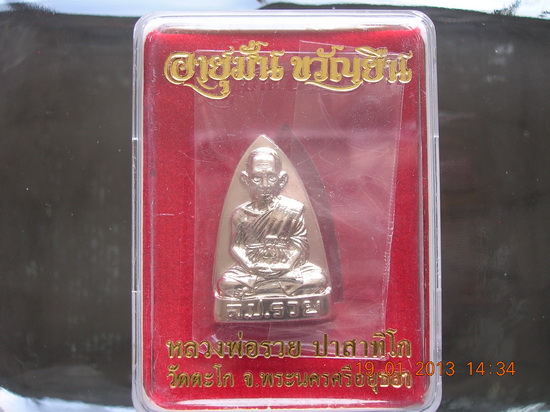 อายุมั่น ขวัญยืน
ล.พ.รวย
หลวงพ่อรวย ปาสาทิโก
วัดตะโก จ.พระนครศรีอยุธยา
19.01.2013 14:34